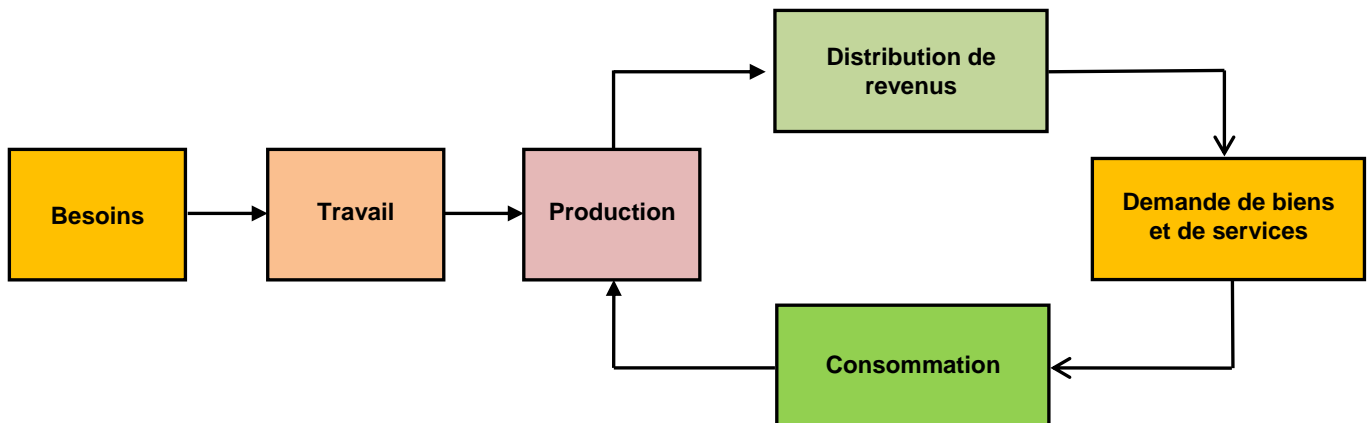 Besoins
Travail
Production
Distribution de
revenus
Demande de biens
et de services
Consommation